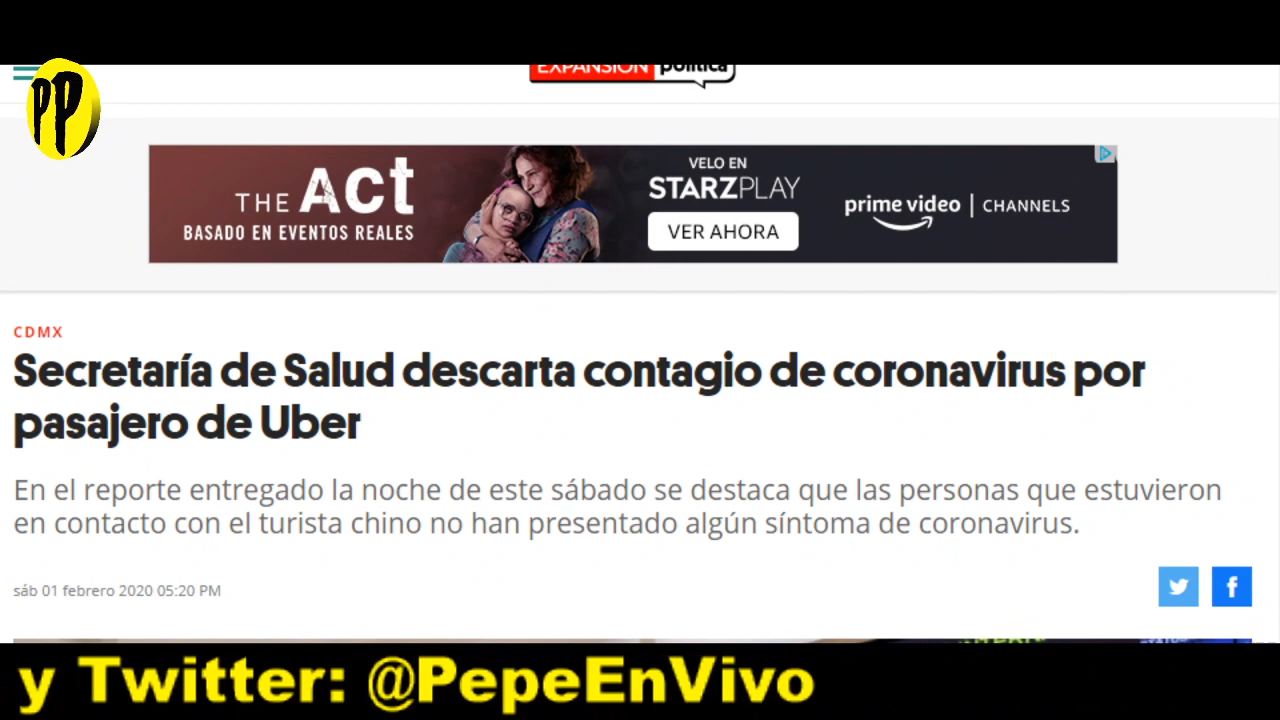 PP
EXPANSIÓN política
THE ACT
BASADO EN EVENTOS REALES
VELO EN
STARZPLAY
VER AHORA
prime video | CHANNELS
CDMX
Secretaría de Salud descarta contagio de coronavirus por
pasajero de Uber
En el reporte entregado la noche de este sábado se destaca que las personas que estuvieron
en contacto con el turista chino no han presentado algún síntoma de coronavirus.
sáb 01 febrero 2020 05:20 PM
y Twitter: @PepeEnVivo